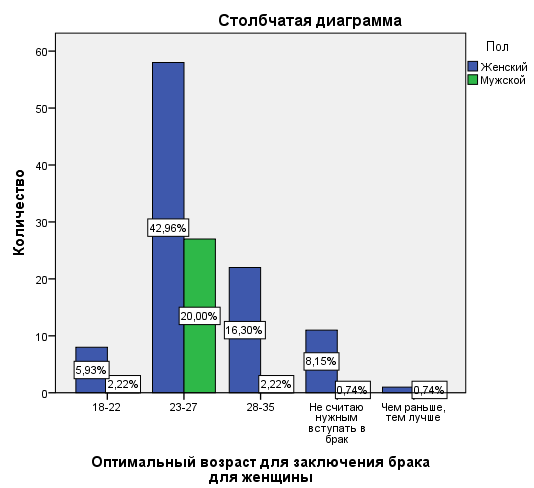 Столбчатая диаграмма
Пол
Женский
Мужской
Количество
60
50
40
30
20
10
0
5,93%
2,22%
42,96%
20,00%
16,30%
2,22%
8,15%
0,74%
0,74%
18-22
23-27
28-35
Не считаю
нужным
вступать в
брак
Чем раньше,
тем лучше
Оптимальный возраст для заключения брака
для женщины